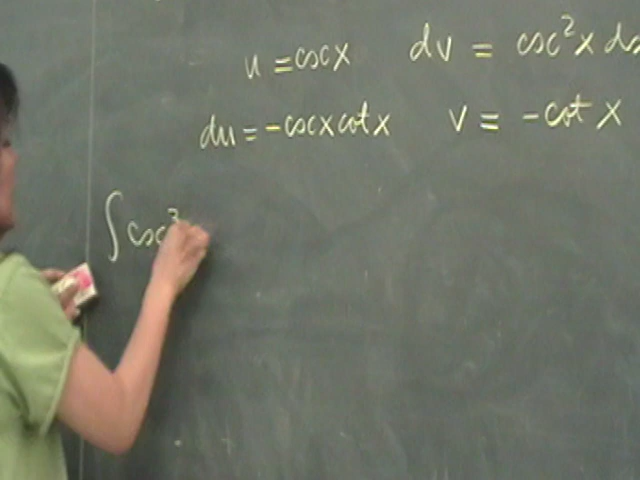 u = csc x dv = csc²x dx
du = -csc x cot x v = -cot x
∫ csc³